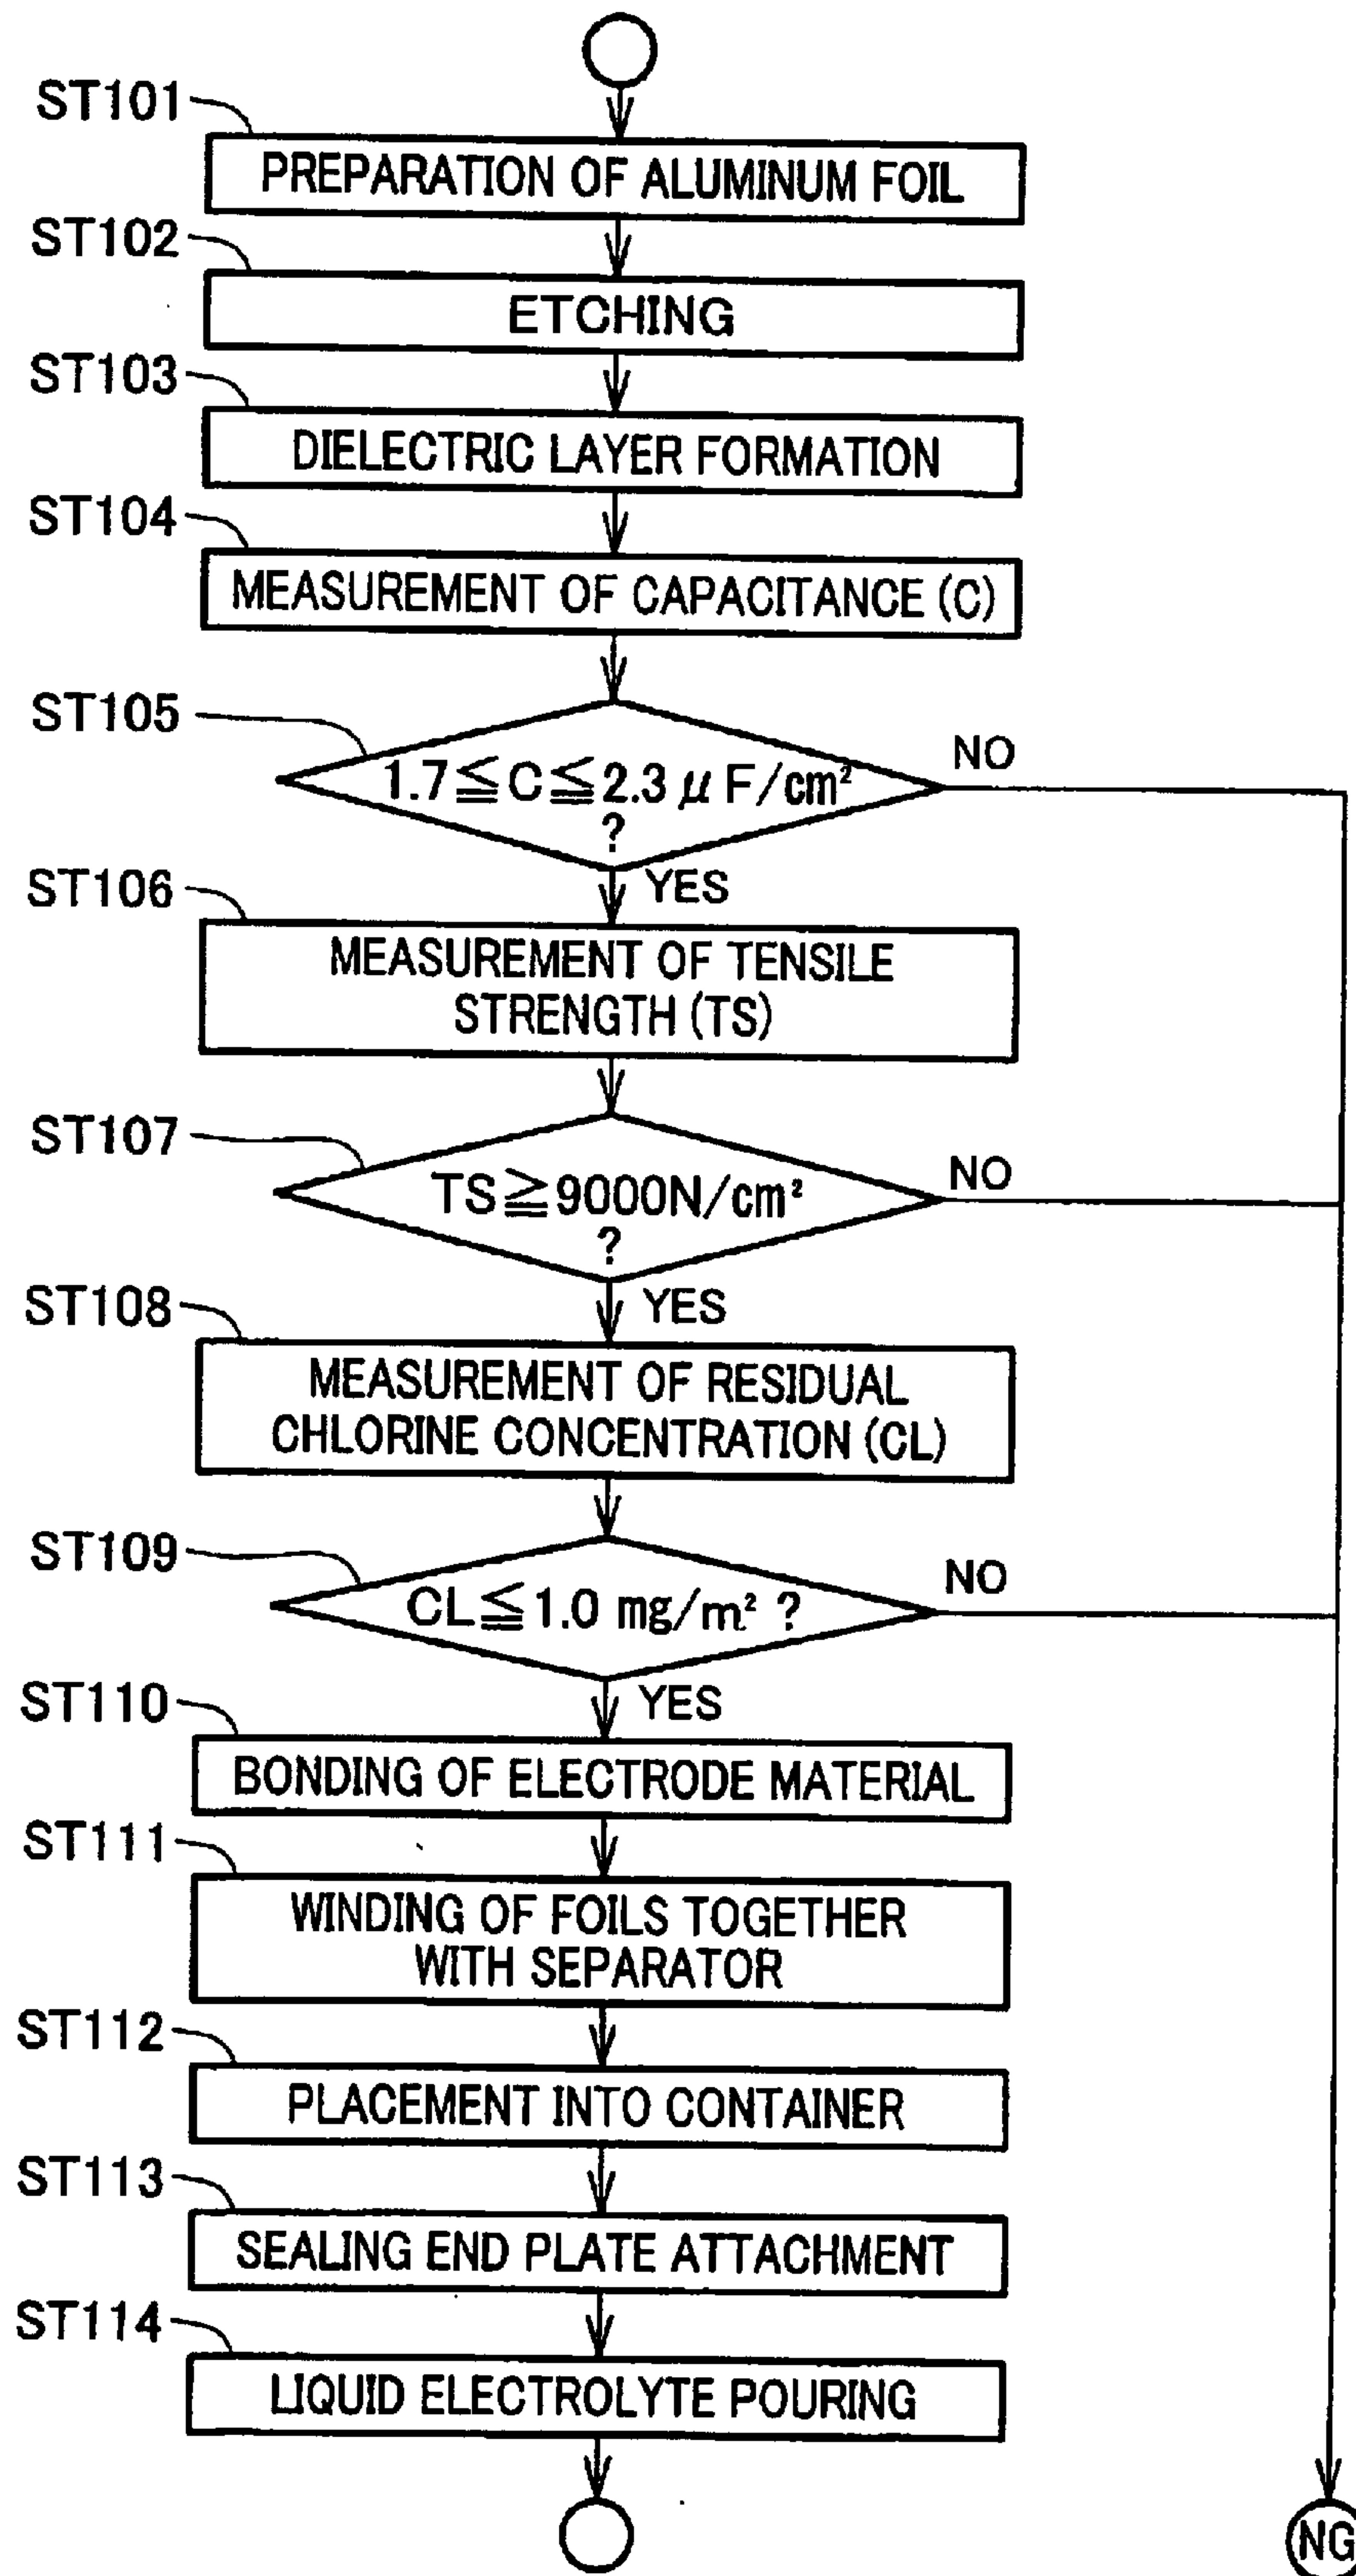 ST101
PREPARATION OF ALUMINUM FOIL
ST102
ETCHING
ST103
DIELECTRIC LAYER FORMATION
ST104
MEASUREMENT OF CAPACITANCE (C)
ST105
1.7≦C≦2.3 μF/cm²
?
NO
YES
ST106
MEASUREMENT OF TENSILE
STRENGTH (TS)
ST107
TS≧9000N/cm²
?
NO
YES
ST108
MEASUREMENT OF RESIDUAL
CHLORINE CONCENTRATION (CL)
ST109
CL≦1.0 mg/m² ?
NO
YES
ST110
BONDING OF ELECTRODE MATERIAL
ST111
WINDING OF FOILS TOGETHER
WITH SEPARATOR
ST112
PLACEMENT INTO CONTAINER
ST113
SEALING END PLATE ATTACHMENT
ST114
LIQUID ELECTROLYTE POURING
NG